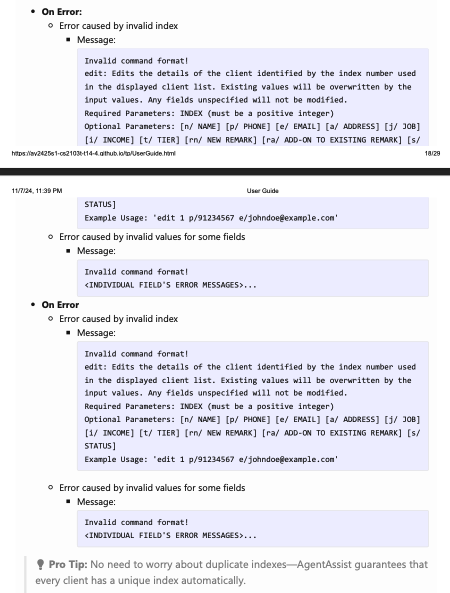 On Error:
Error caused by invalid index
Message:
Invalid command format!
edit: Edits the details of the client identified by the index number used
in the displayed client list. Existing values will be overwritten by the
input values. Any fields unspecified will not be modified.
Required Parameters: INDEX (must be a positive integer)
Optional Parameters: [n/ NAME] [p/ PHONE] [e/ EMAIL] [a/ ADDRESS] [j/ JOB]
[i/ INCOME] [t/ TIER] [rn/ NEW REMARK] [ra/ ADD-ON TO EXISTING REMARK] [s/
https://ay2425s1-cs2103t-t14-4.github.io/tp/UserGuide.html 18/29
11/7/24, 11:39 PM User Guide
STATUS]
Example Usage: 'edit 1 p/91234567 e/johndoe@example.com'
Error caused by invalid values for some fields
Message:
Invalid command format!
<INDIVIDUAL FIELD'S ERROR MESSAGES>...
On Error
Error caused by invalid index
Message:
Invalid command format!
edit: Edits the details of the client identified by the index number used
in the displayed client list. Existing values will be overwritten by the
input values. Any fields unspecified will not be modified.
Required Parameters: INDEX (must be a positive integer)
Optional Parameters: [n/ NAME] [p/ PHONE] [e/ EMAIL] [a/ ADDRESS] [j/ JOB]
[i/ INCOME] [t/ TIER] [rn/ NEW REMARK] [ra/ ADD-ON TO EXISTING REMARK] [s/
STATUS]
Example Usage: 'edit 1 p/91234567 e/johndoe@example.com'
Error caused by invalid values for some fields
Message:
Invalid command format!
<INDIVIDUAL FIELD'S ERROR MESSAGES>...
Pro Tip: No need to worry about duplicate indexes—AgentAssist guarantees that
every client has a unique index automatically.